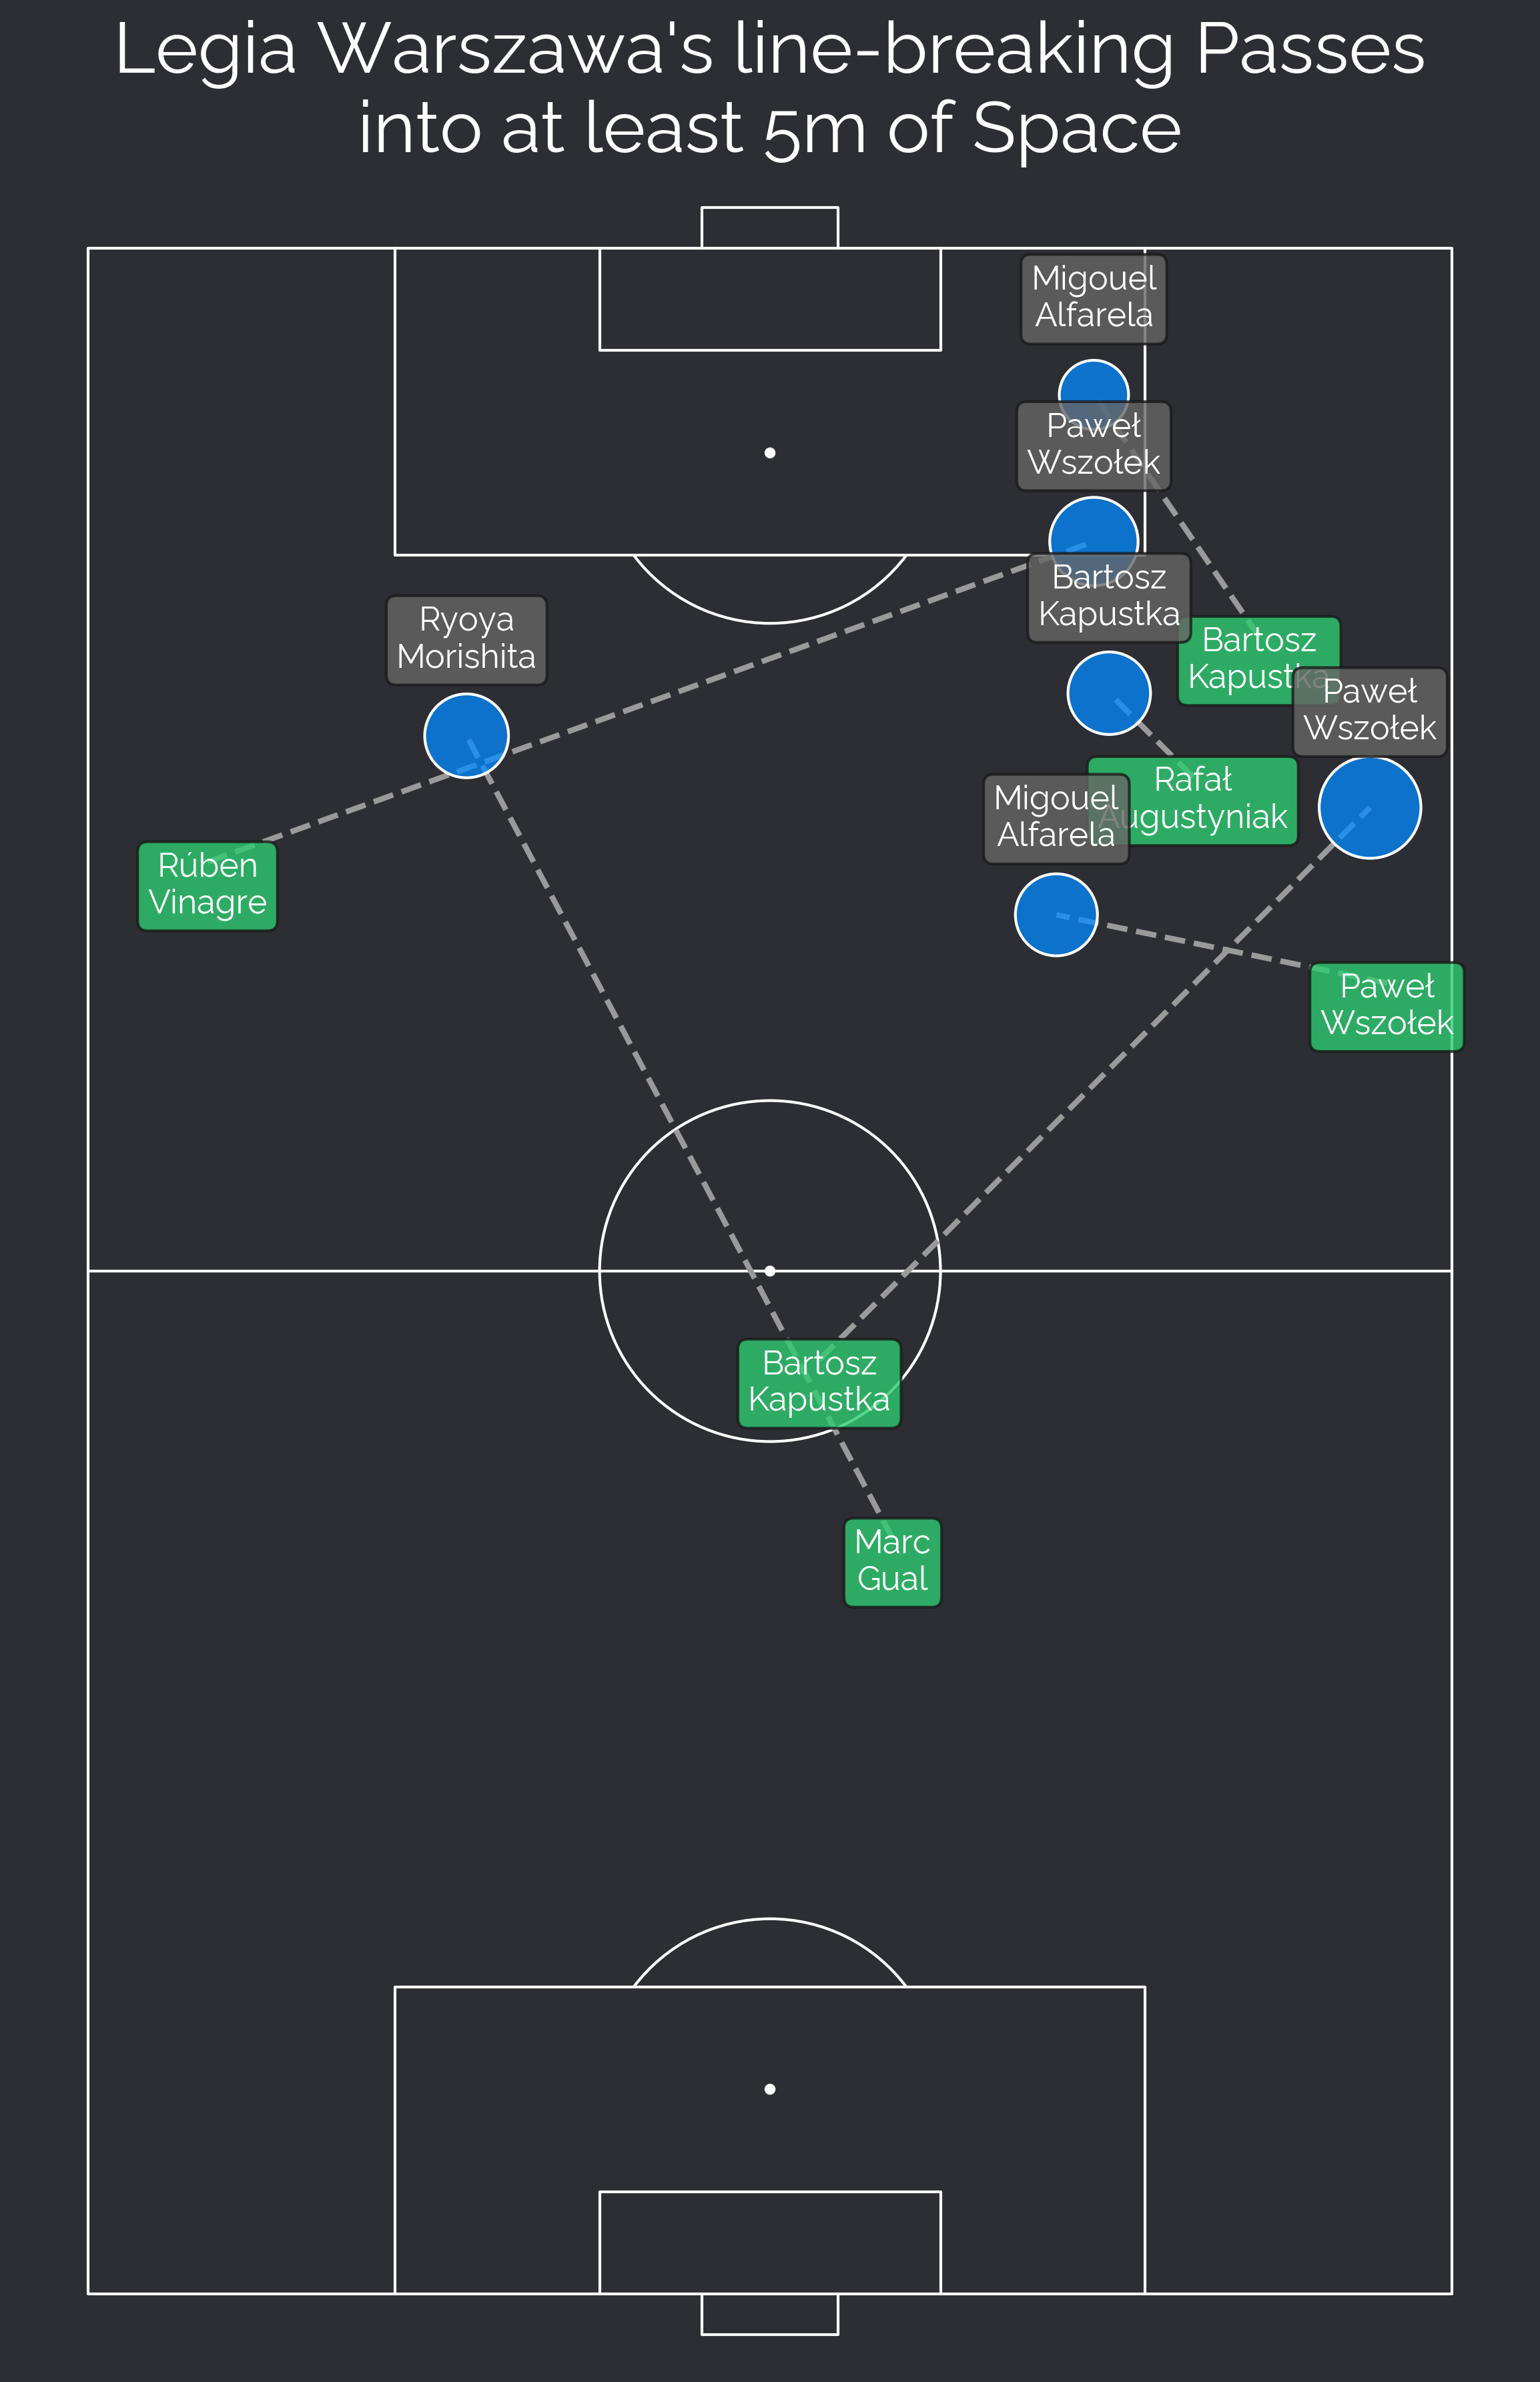 Legia Warszawa's line-breaking Passes
into at least 5m of Space
Migouel
Alfarela
Paweł
Wszołek
Bartosz
Kapustka
Ryoya
Morishita
Bartosz
Kapustka
Paweł
Wszołek
Rafał
Augustyniak
Migouel
Alfarela
Rúben
Vinagre
Paweł
Wszołek
Bartosz
Kapustka
Marc
Gual